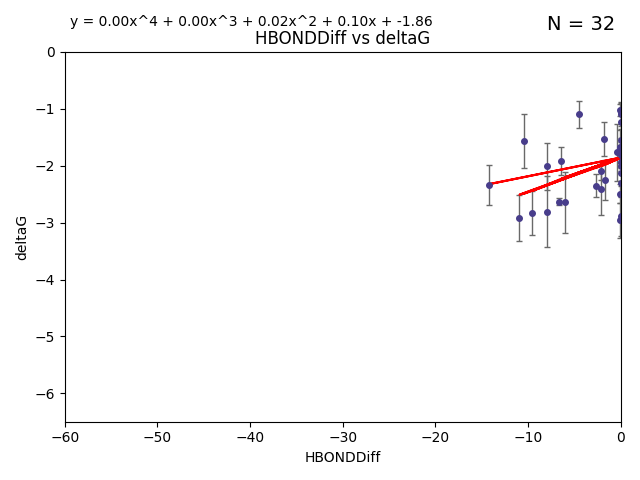 y = 0.00x^4 + 0.00x^3 + 0.02x^2 + 0.10x + -1.86
N = 32
HBONDDiff vs deltaG
0
−1
−2
−3
−4
−5
−6
deltaG
−60 −50 −40 −30 −20 −10 0
HBONDDiff